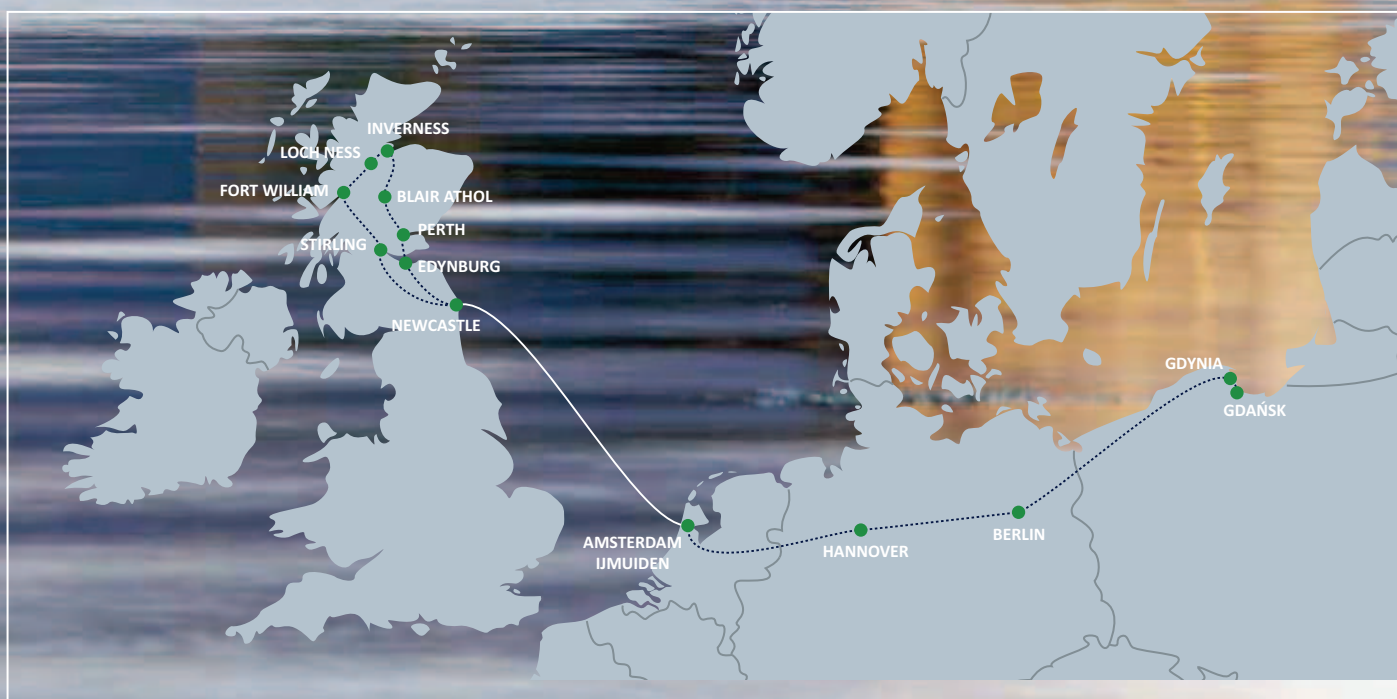 INVERNESS
LOCH NESS
FORT WILLIAM
BLAIR ATHOL
PERTH
STIRLING
EDYNBURG
NEWCASTLE
GDYNIA
GDAŃSK
AMSTERDAM
IJMUIDEN
HANNOVER
BERLIN